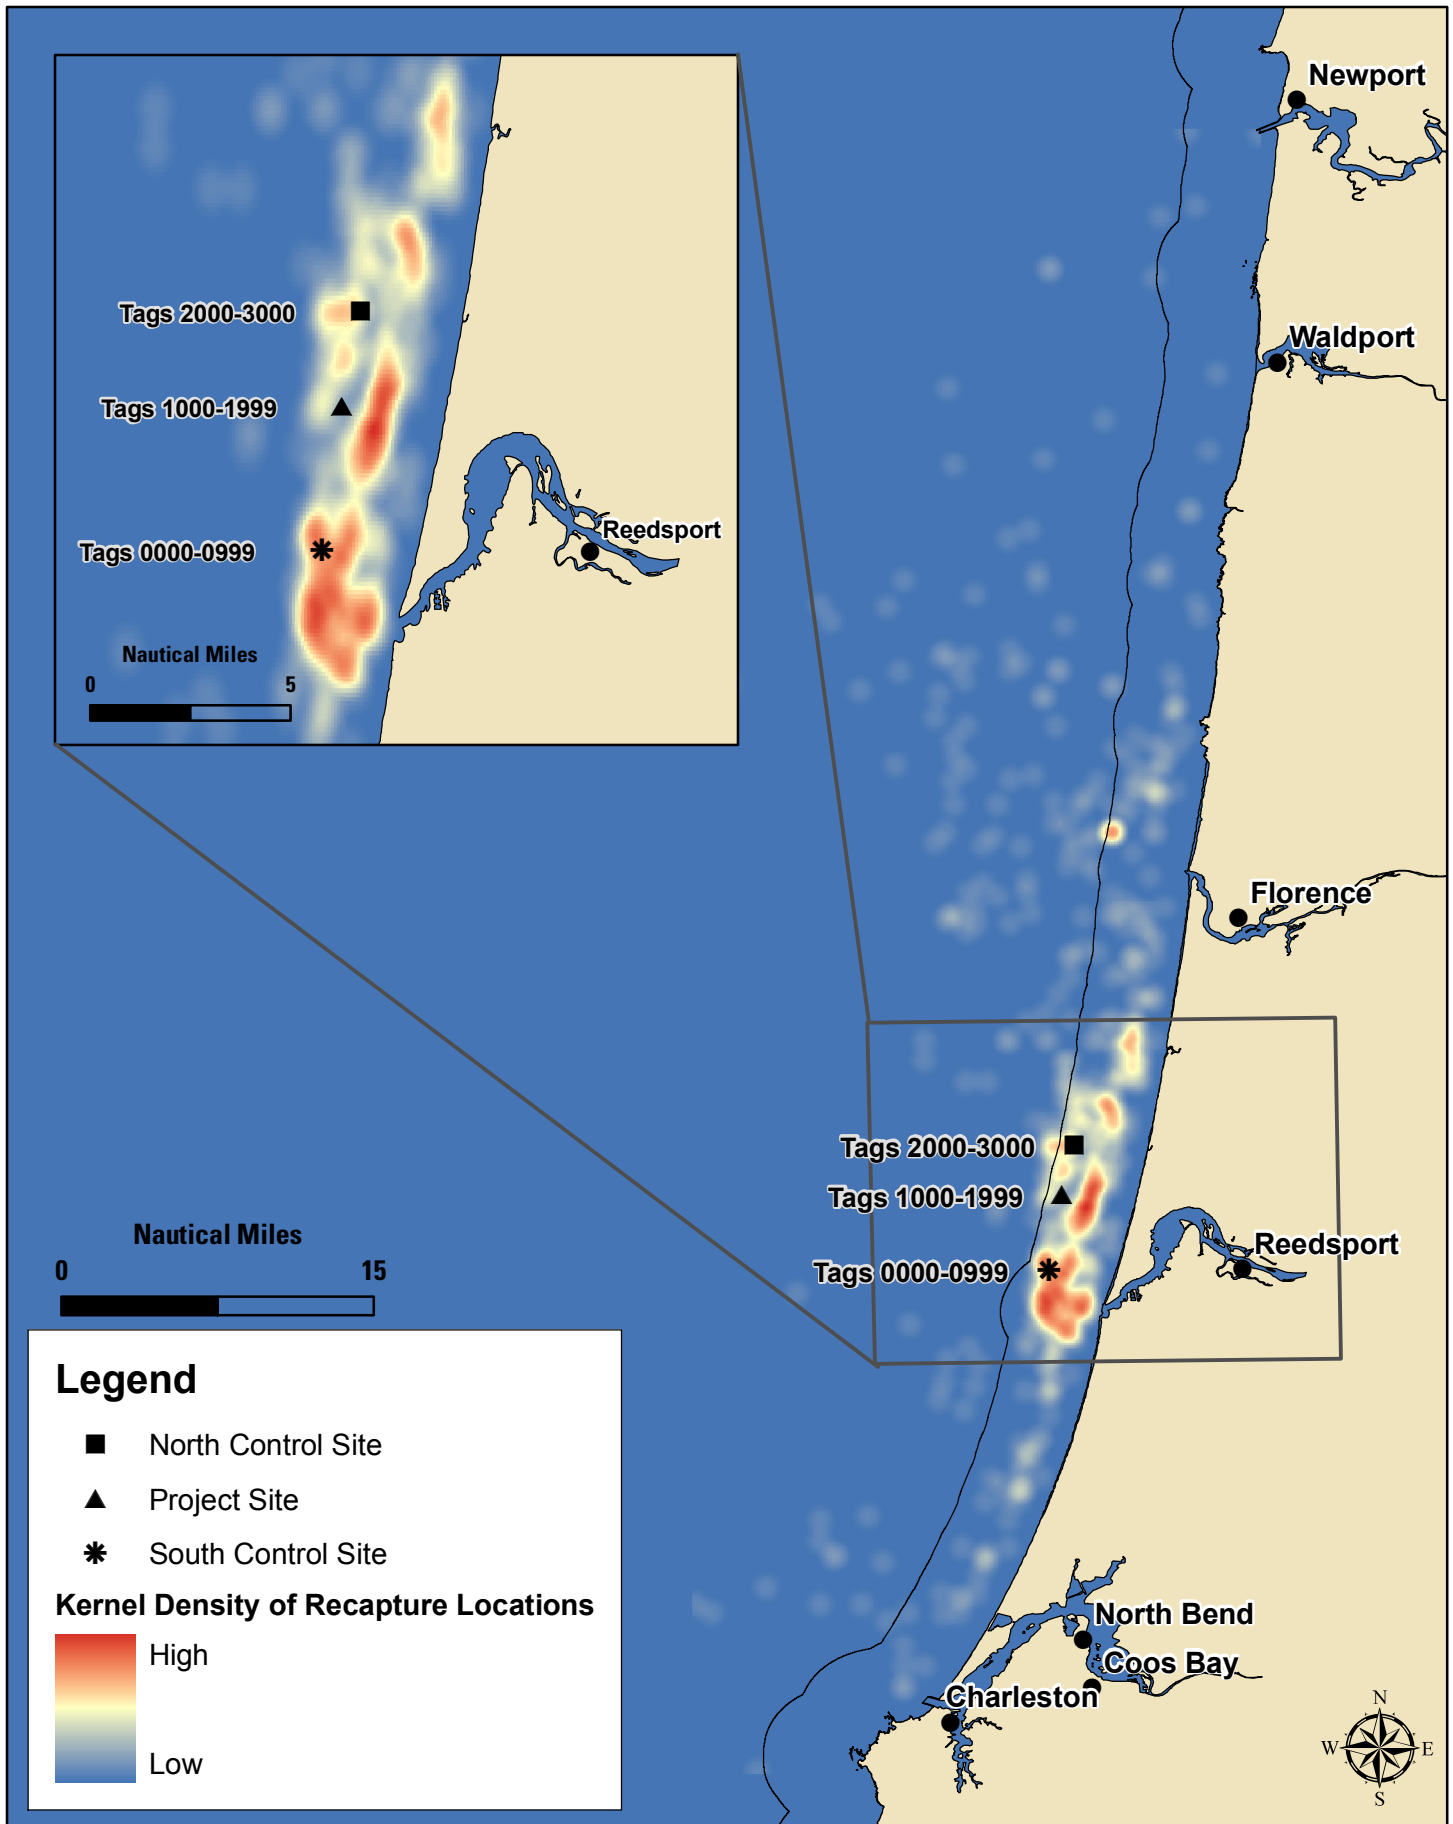 Newport
Waldport
Florence
Reedsport
North Bend
Coos Bay
Charleston
Tags 2000-3000
Tags 1000-1999
Tags 0000-0999
Reedsport
Nautical Miles
0 5
Tags 2000-3000
Tags 1000-1999
Tags 0000-0999
Nautical Miles
0 15
Legend
North Control Site
Project Site
South Control Site
Kernel Density of Recapture Locations
High
Low
N
W E
S